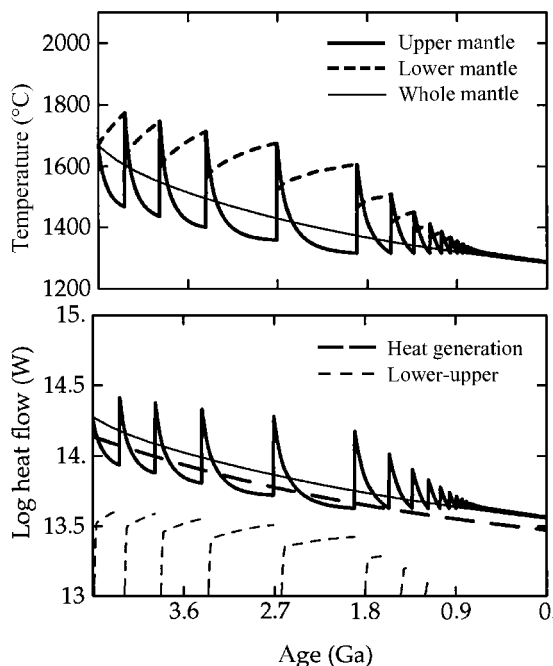 2000
1800
1600
1400
1200
Temperature (°C)
Upper mantle
Lower mantle
Whole mantle
15.
14.5
14.
13.5
13
Log heat flow (W)
Heat generation
Lower-upper
3.6
2.7
1.8
0.9
0.
Age (Ga)